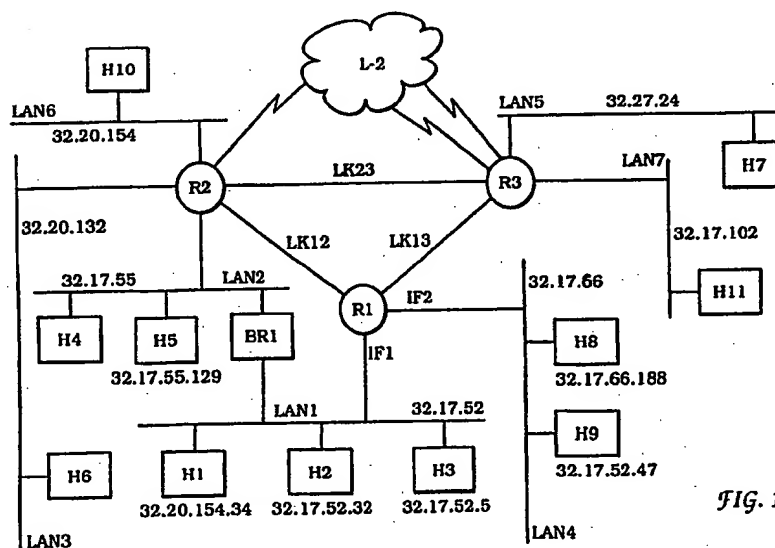 H10
L-2
LAN6
32.20.154
LAN5
32.27.24
R2
LK23
R3
LAN7
H7
32.20.132
LK12
LK13
32.17.102
32.17.55
LAN2
32.17.66
R1
IF2
H11
H4
H5
BR1
IF1
H8
32.17.55.129
32.17.66.188
LAN1
32.17.52
H6
H1
H2
H3
H9
32.20.154.34
32.17.52.32
32.17.52.5
32.17.52.47
LAN3
LAN4
FIG.